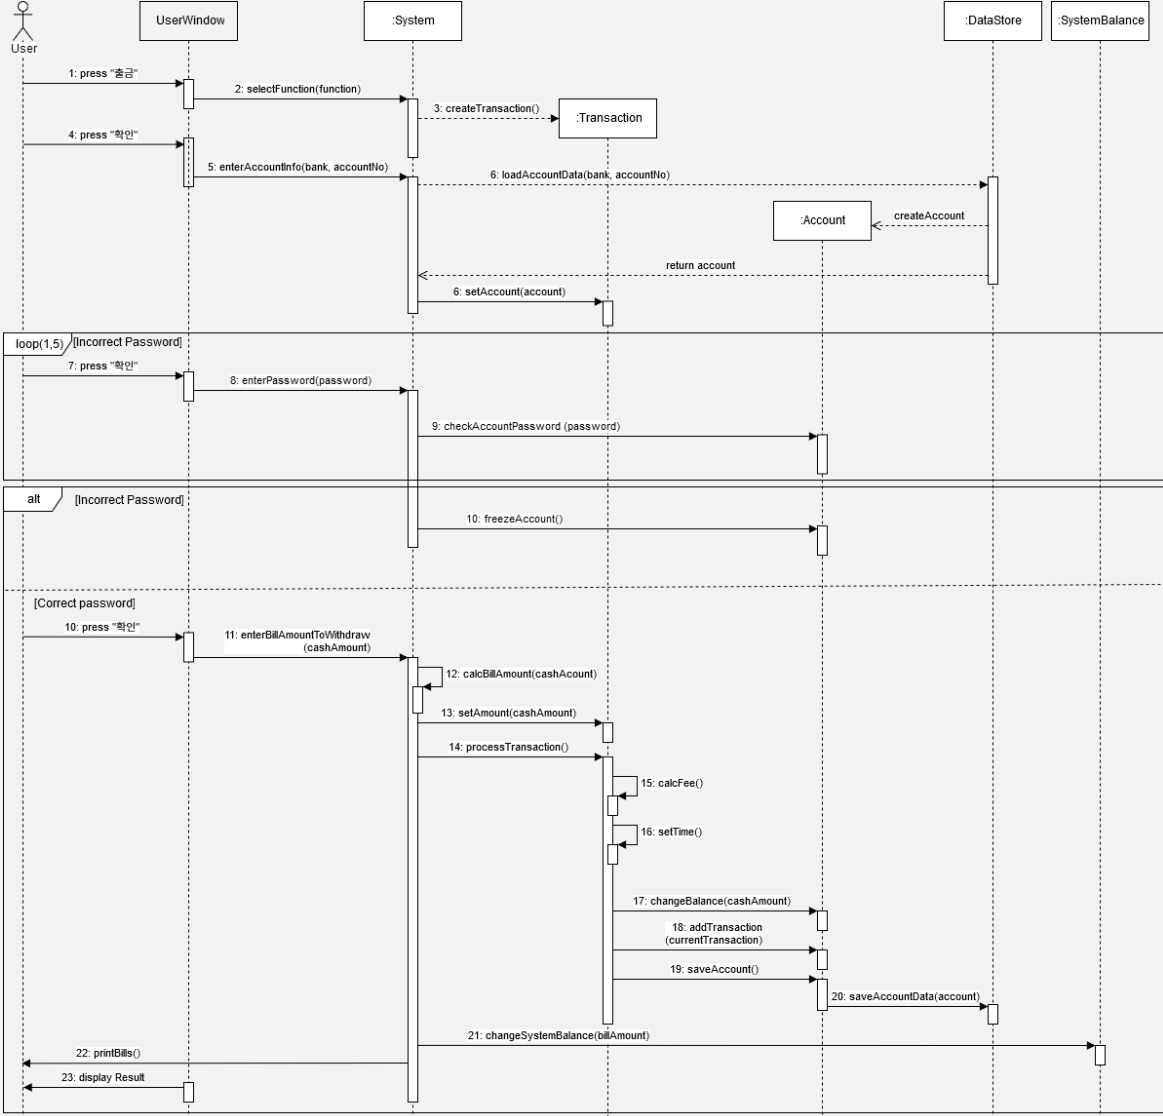 User
UserWindow
:System
:DataStore
:SystemBalance
1: press "출금"
2: selectFunction(function)
3: createTransaction()
:Transaction
4: press "확인"
5: enterAccountInfo(bank, accountNo)
6: loadAccountData(bank, accountNo)
:Account
createAccount
return account
6: setAccount(account)
loop(1,5)
[Incorrect Password]
7: press "확인"
8: enterPassword(password)
9: checkAccountPassword (password)
alt
[Incorrect Password]
10: freezeAccount()
[Correct password]
10: press "확인"
11: enterBillAmountToWithdraw
(cashAmount)
12: calcBillAmount(cashAcount)
13: setAmount(cashAmount)
14: processTransaction()
15: calcFee()
16: setTime()
17: changeBalance(cashAmount)
18: addTransaction
(currentTransaction)
19: saveAccount()
20: saveAccountData(account)
21: changeSystemBalance(billAmount)
22: printBills()
23: display Result